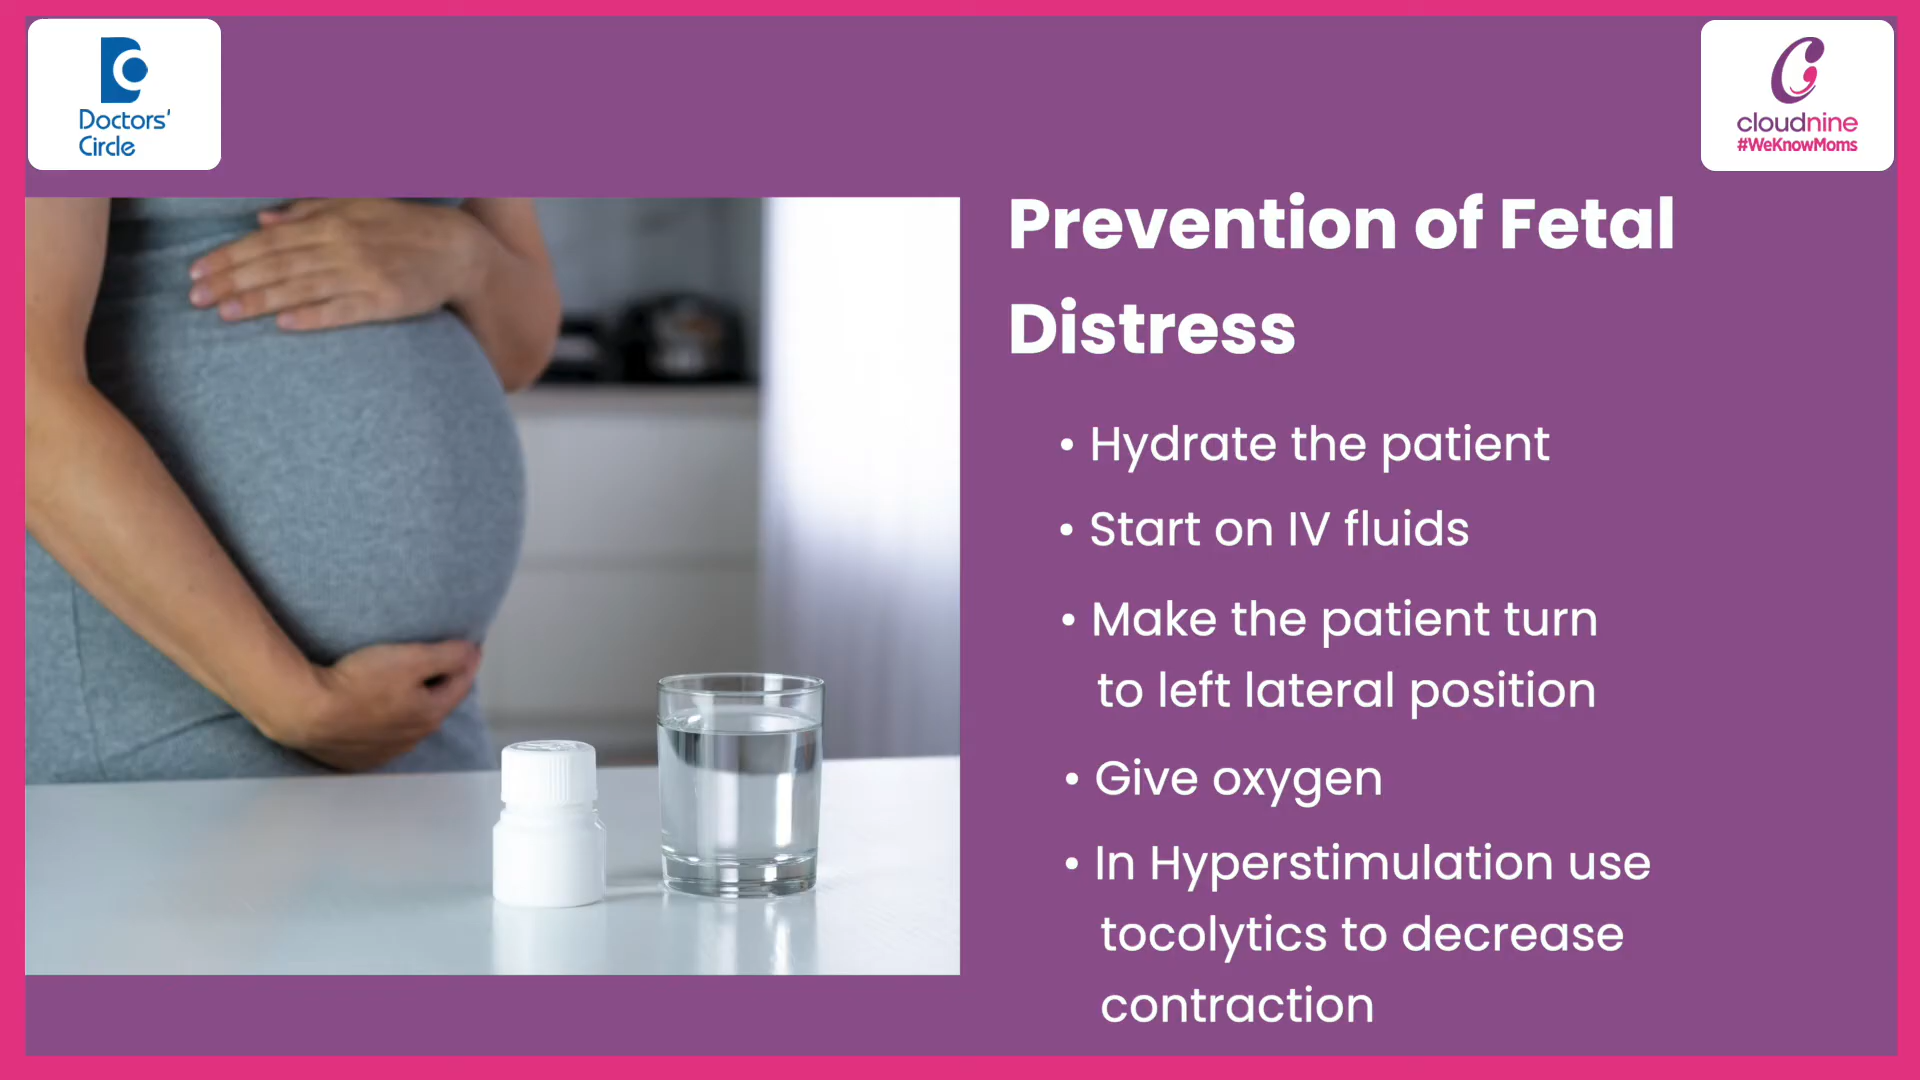 Doctors'
Circle
cloudnine
#WeKnowMoms
Prevention of Fetal
Distress
• Hydrate the patient
• Start on IV fluids
• Make the patient turn
to left lateral position
• Give oxygen
• In Hyperstimulation use
tocolytics to decrease
contraction